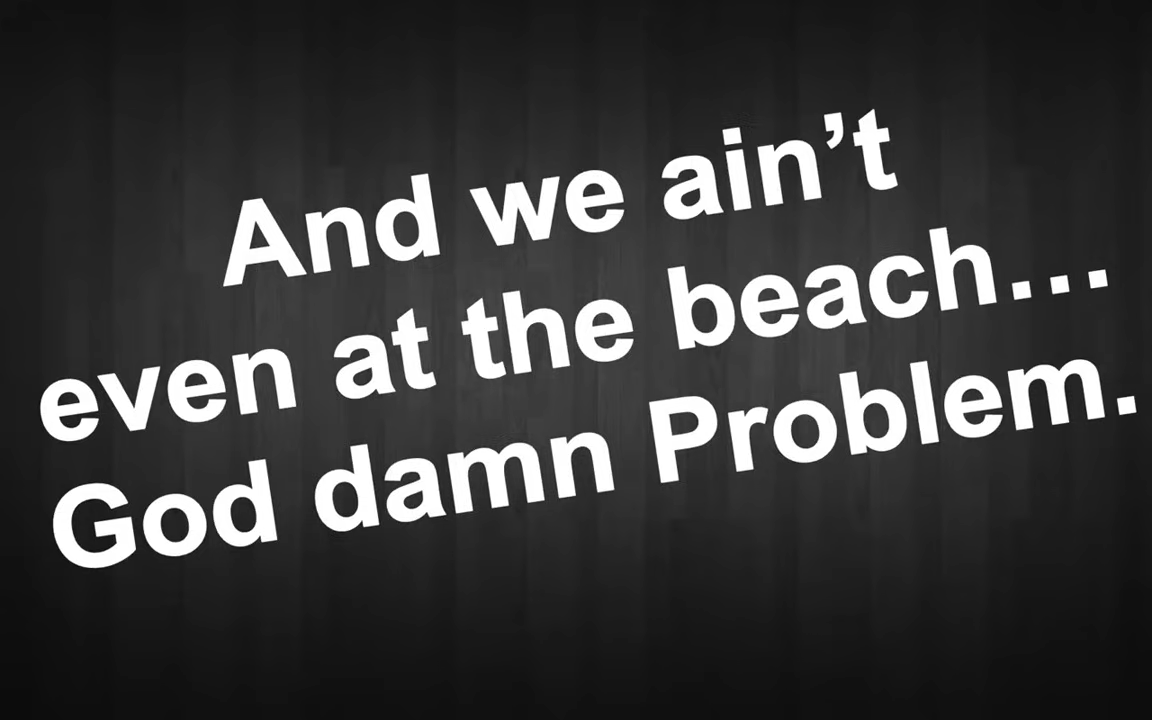 And we ain’t
even at the beach…
God damn Problem.